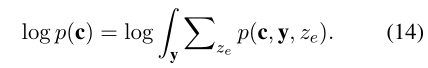 log p(c) = log ∫_y ∑_{z_e} p(c, y, z_e). (14)